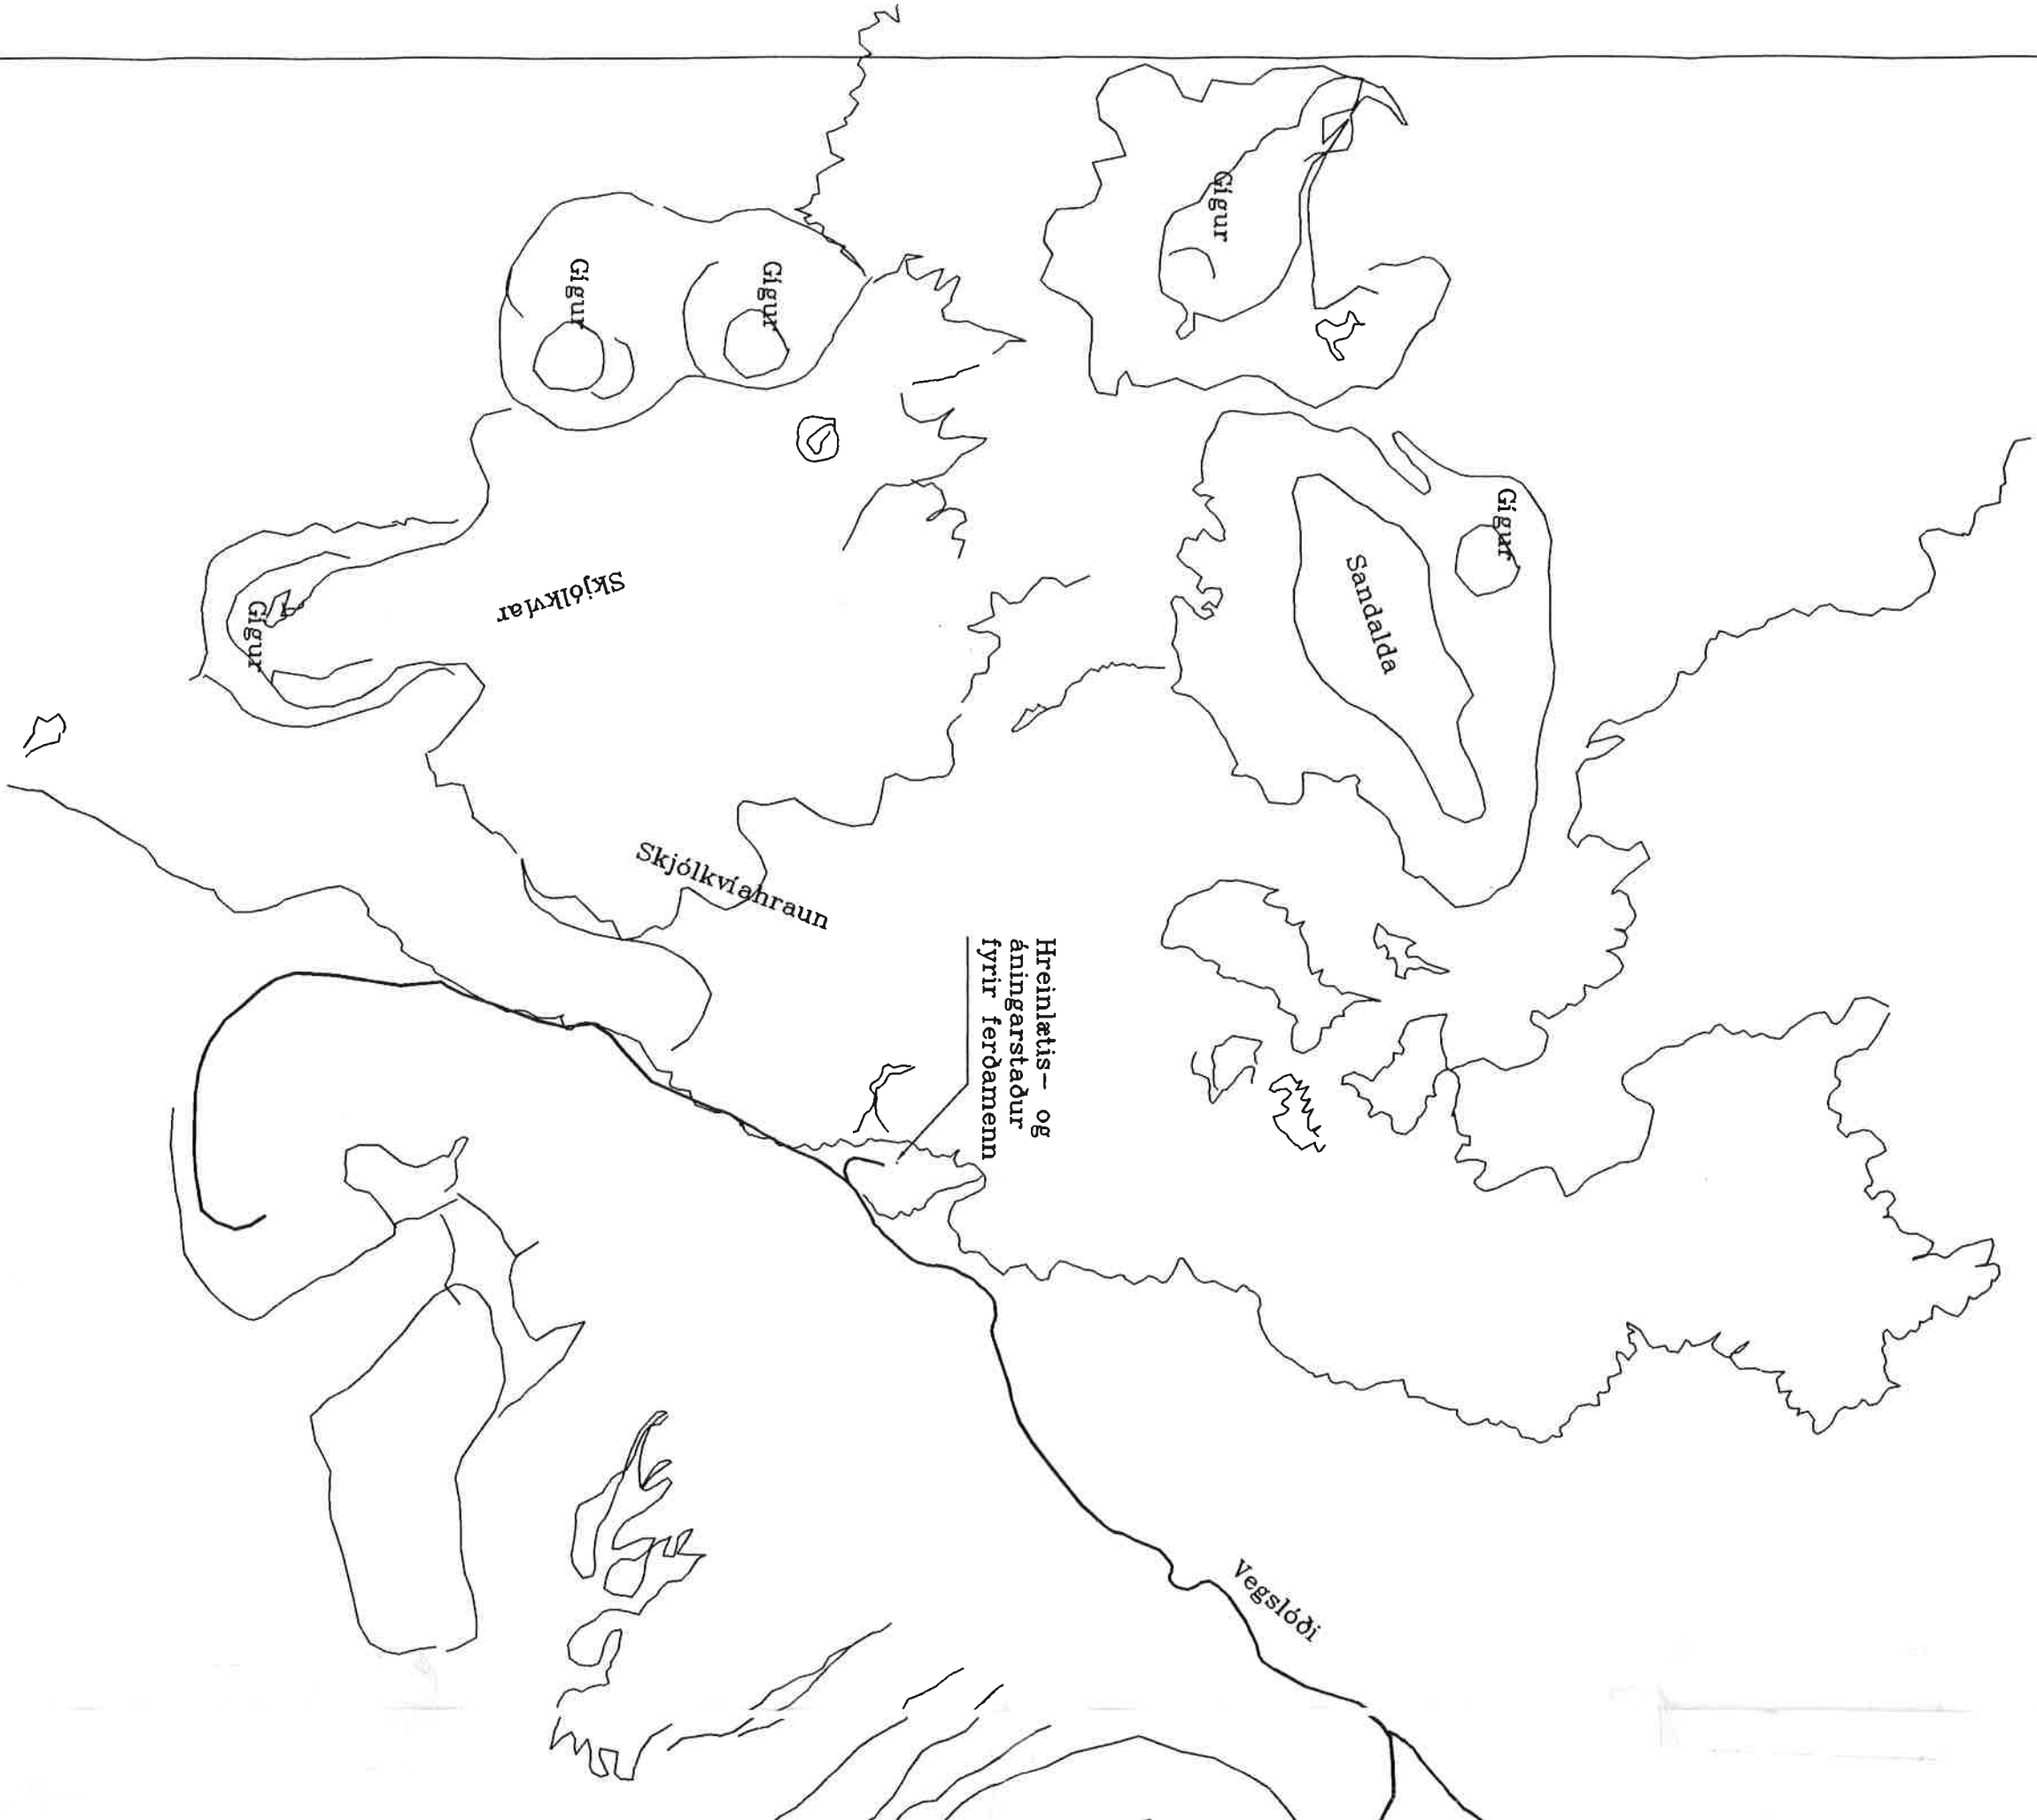 Gígur
Gígur
Gígur
Gígur
Sandalda
Skjólkvíar
Gígur
Skjólkvíahraun
Hreinlætis- og
áningarstaður
fyrir ferðamenn
Vegslóði